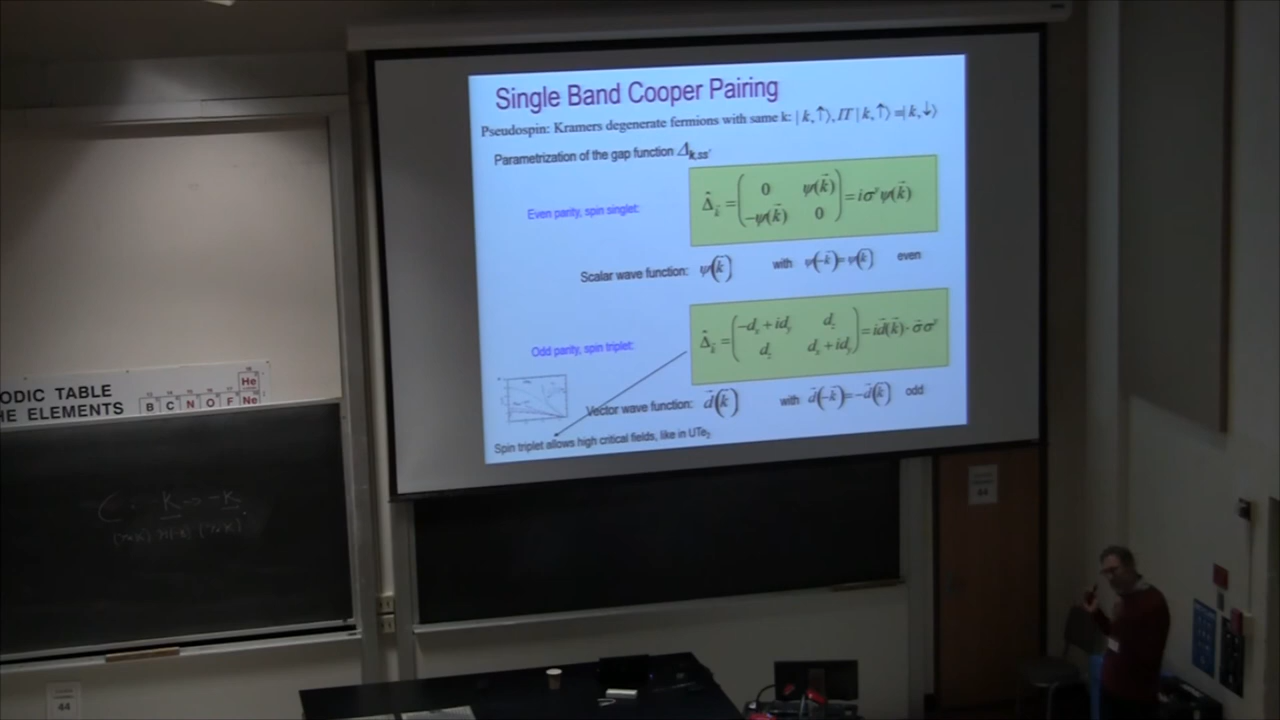 Single Band Cooper Pairing
Pseudospin: Kramers degenerate fermions with same k: |k,↑⟩, IT|k,↑⟩=|k,↓⟩
Parametrization of the gap function Δk,ss'
Even parity, spin singlet:
Δ̂k⃗ = ( 0 ψ(k⃗) ; −ψ(k⃗) 0 ) = iσʸψ(k⃗)
Scalar wave function: ψ(k⃗) with ψ(−k⃗)=ψ(k⃗) even
Odd parity, spin triplet:
Δ̂k⃗ = ( −dx + idy dz ; dz dx + idy ) = id⃗(k⃗)·σ⃗σʸ
Vector wave function: d⃗(k⃗) with d⃗(−k⃗)=−d⃗(k⃗) odd
Spin triplet allows high critical fields, like in UTe₂
ODIC TABLE
HE ELEMENTS
He
B C N O F Ne
44
44